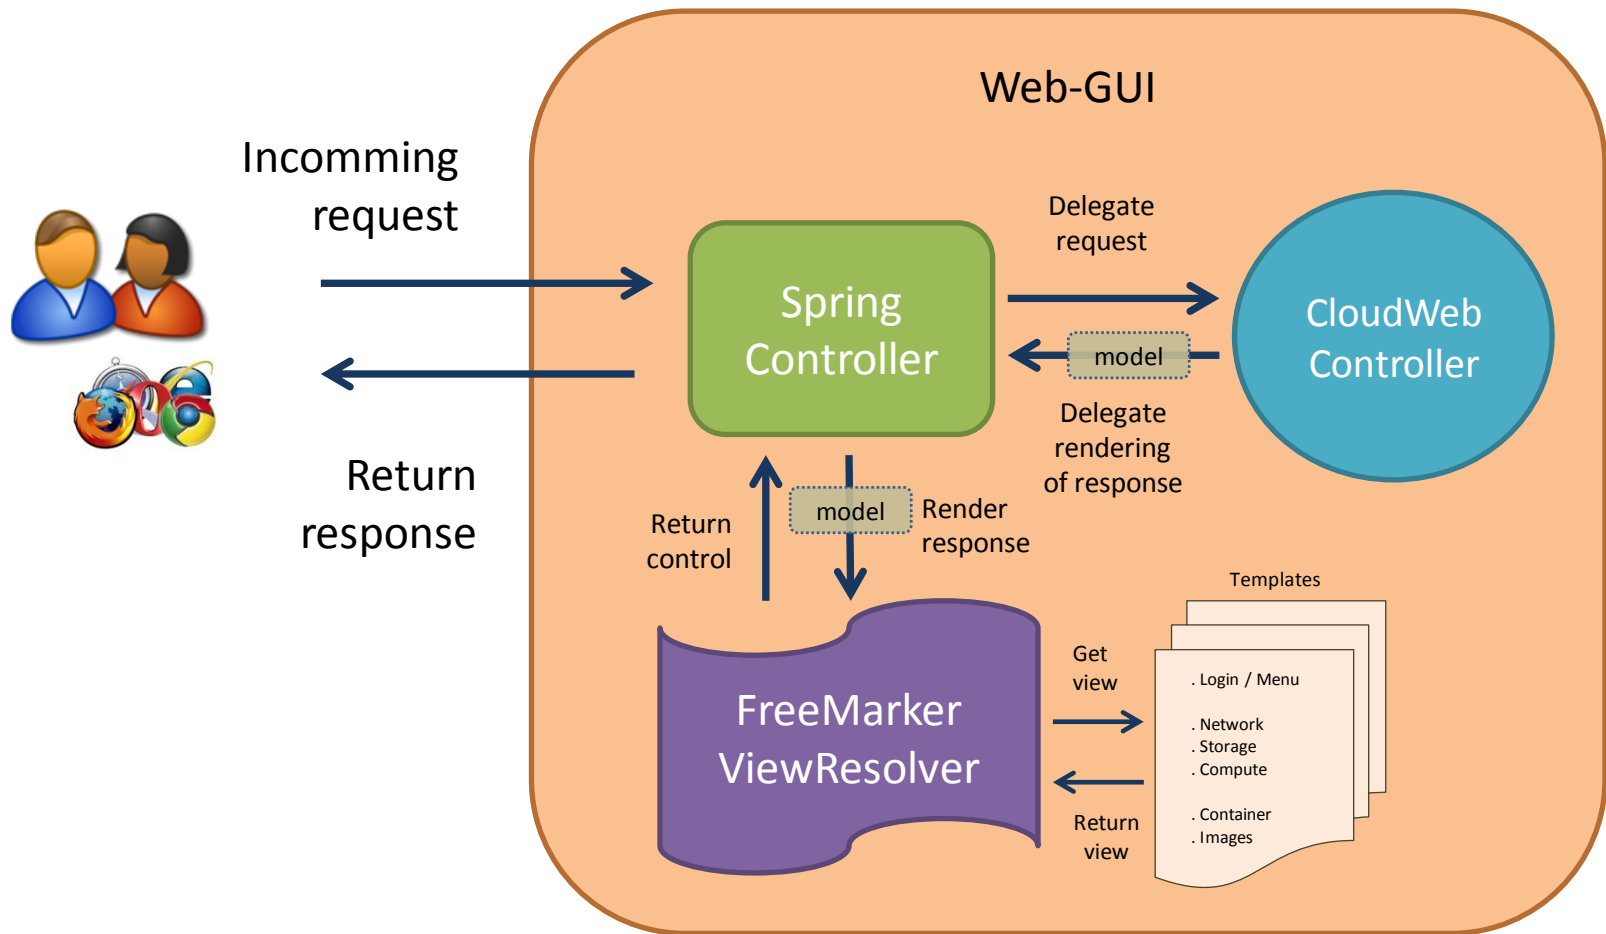 Web-GUI
Incomming
request
Delegate
request
Spring
Controller
CloudWeb
Controller
model
Delegate
rendering
of response
Return
response
Return
control
model
Render
response
Templates
FreeMarker
ViewResolver
Get
view
Return
view
. Login / Menu
. Network
. Storage
. Compute
. Container
. Images